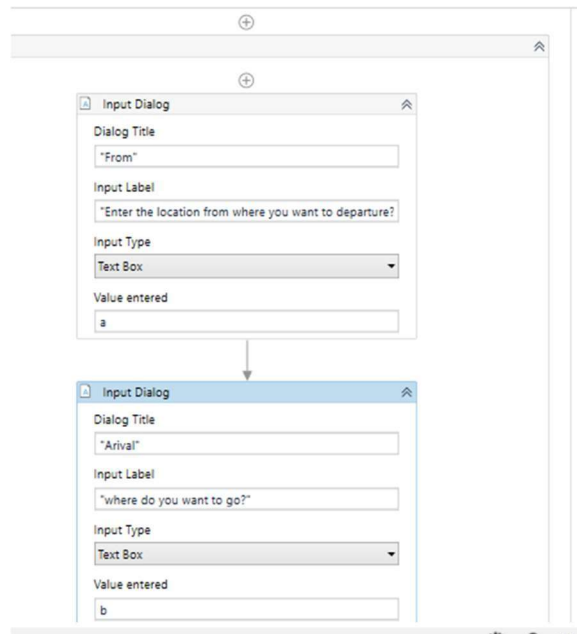 Input Dialog
Dialog Title
"From"
Input Label
"Enter the location from where you want to departure?
Input Type
Text Box
Value entered
a
Input Dialog
Dialog Title
"Arival"
Input Label
"where do you want to go?"
Input Type
Text Box
Value entered
b